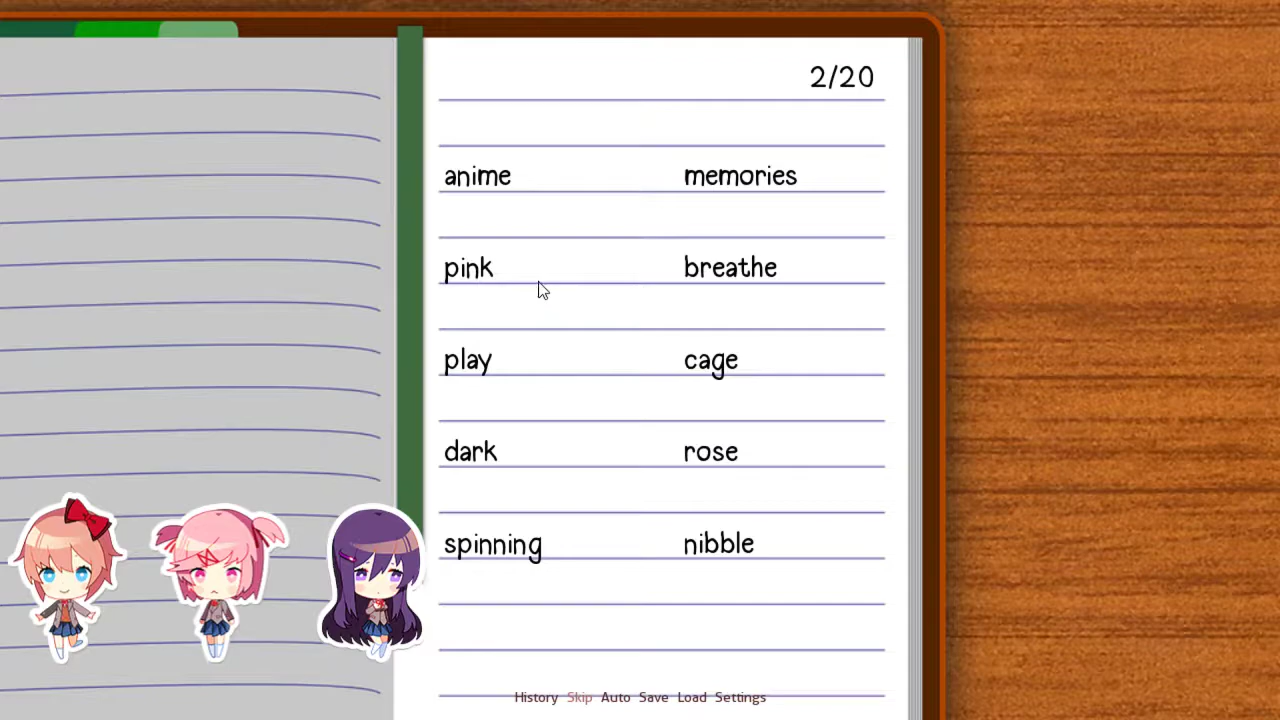 2/20
anime memories
pink breathe
play cage
dark rose
spinning nibble
History Skip Auto Save Load Settings